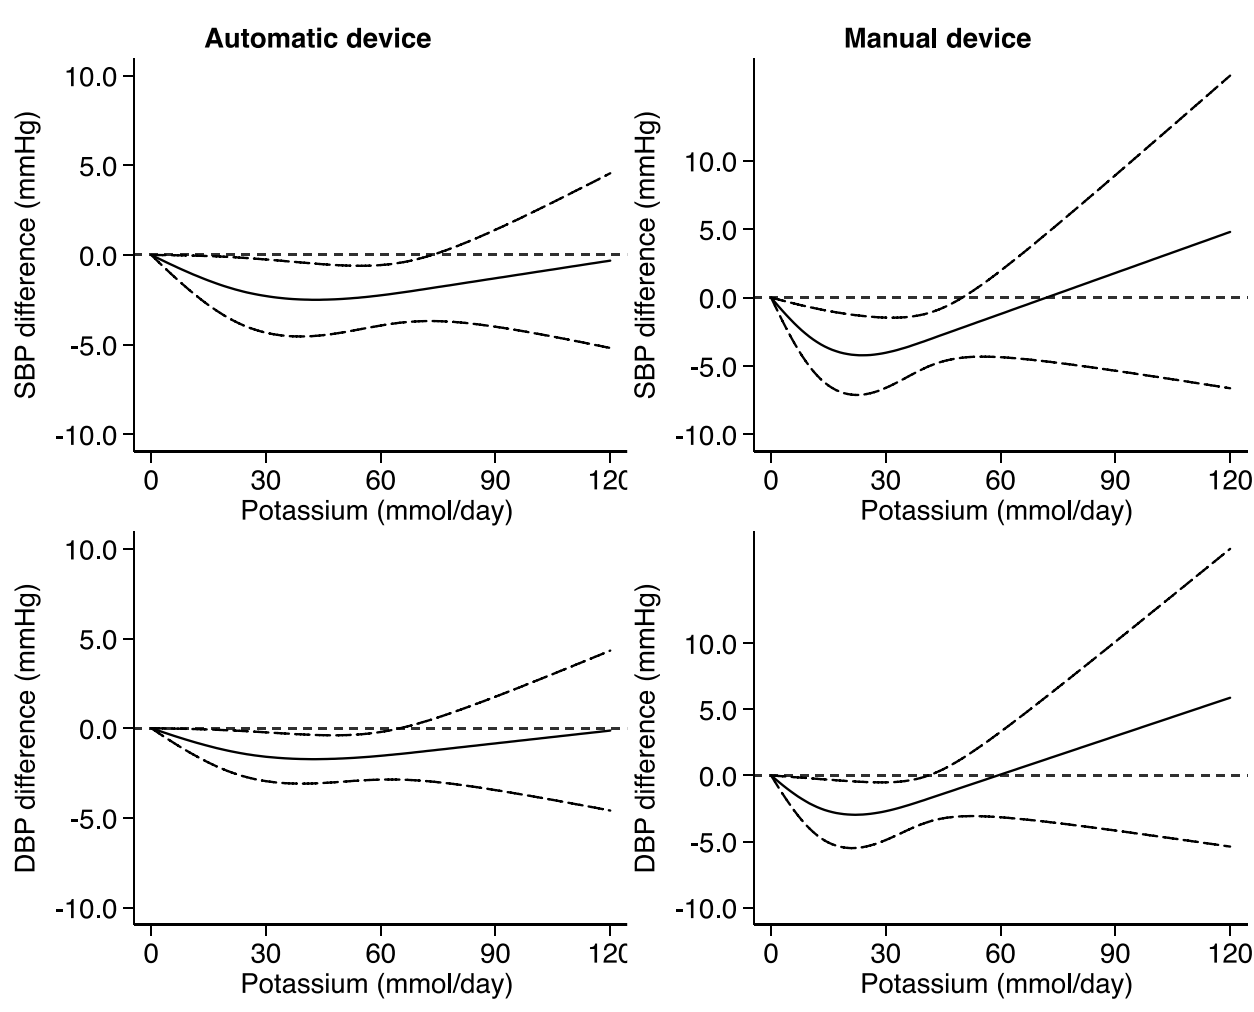 Automatic device
Manual device
SBP difference (mmHg)
10.0
5.0
0.0
-5.0
-10.0
0 30 60 90 120
Potassium (mmol/day)
SBP difference (mmHg)
10.0
5.0
0.0
-5.0
-10.0
0 30 60 90 120
Potassium (mmol/day)
DBP difference (mmHg)
10.0
5.0
0.0
-5.0
-10.0
0 30 60 90 120
Potassium (mmol/day)
DBP difference (mmHg)
10.0
5.0
0.0
-5.0
-10.0
0 30 60 90 120
Potassium (mmol/day)